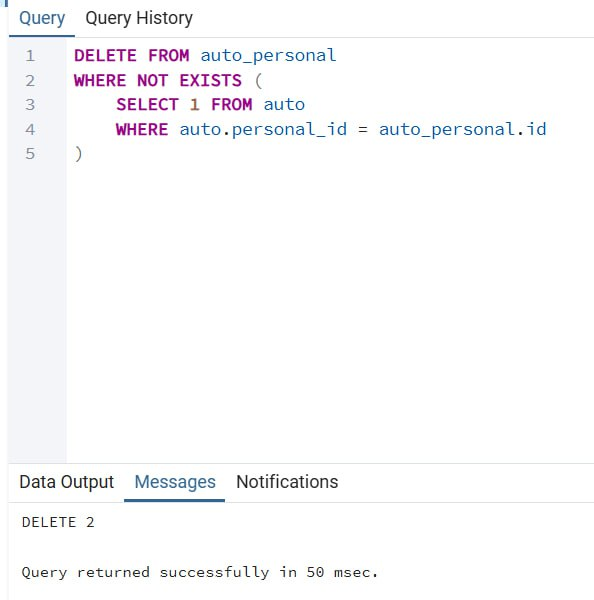 Query Query History
1 DELETE FROM auto_personal
2 WHERE NOT EXISTS (
3 SELECT 1 FROM auto
4 WHERE auto.personal_id = auto_personal.id
5 )
Data Output Messages Notifications
DELETE 2
Query returned successfully in 50 msec.